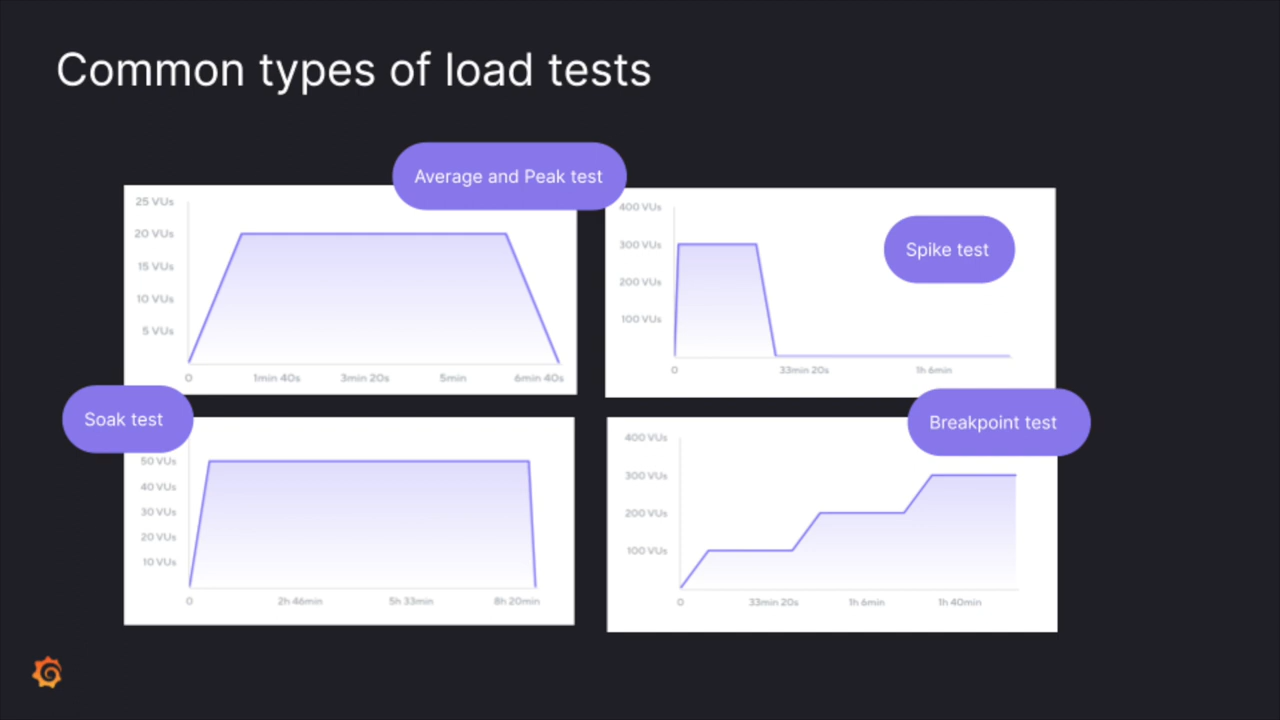 Common types of load tests
Average and Peak test
25 VUs
20 VUs
15 VUs
10 VUs
5 VUs
0 1min 40s 3min 20s 5min 6min 40s
Spike test
400 VUs
300 VUs
200 VUs
100 VUs
0 33min 20s 1h 6min
Soak test
50 VUs
40 VUs
30 VUs
20 VUs
10 VUs
0 2h 46min 5h 33min 8h 20min
Breakpoint test
400 VUs
300 VUs
200 VUs
100 VUs
0 33min 20s 1h 6min 1h 40min